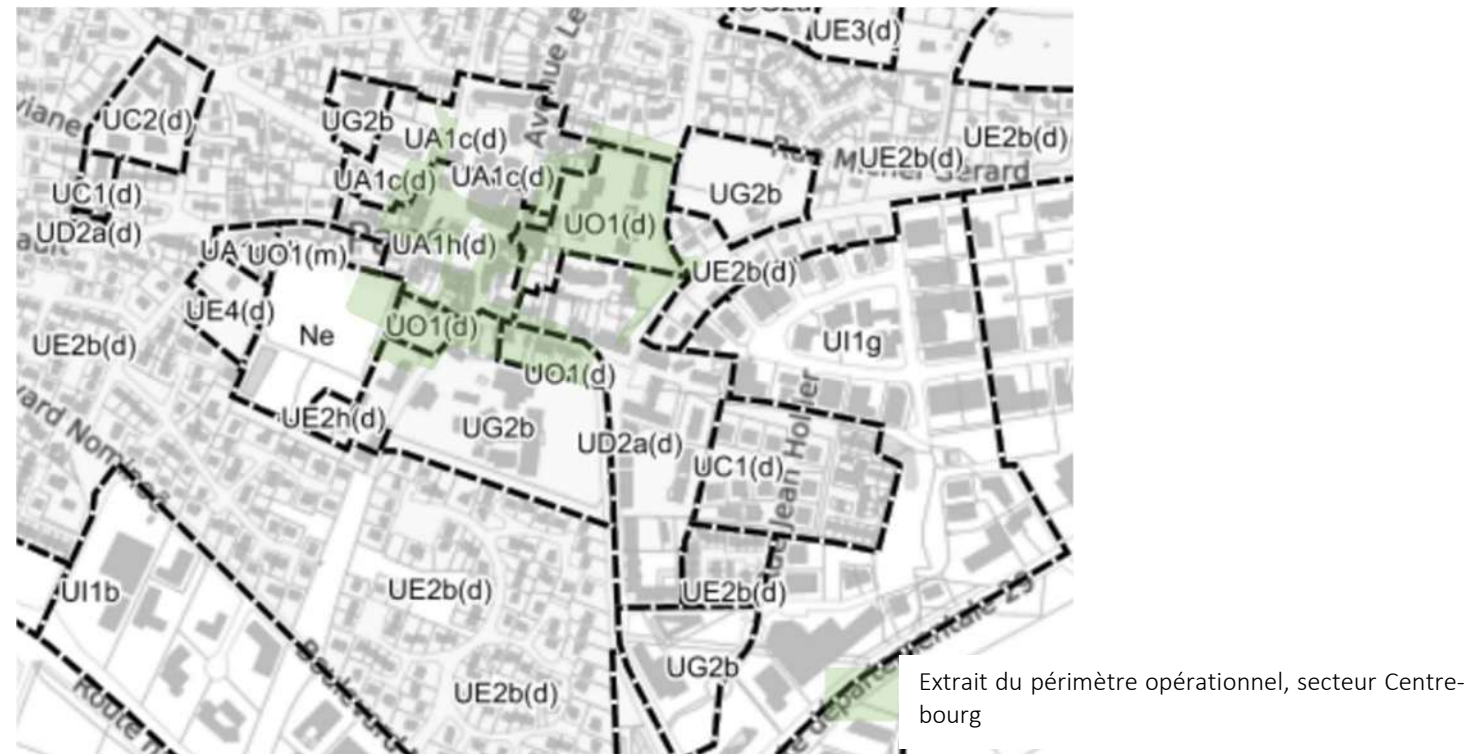 UE3(d)
UC2(d)
UG2b
UA1c(d)
UE2b(d)
UE2b(d)
UA1c(d)
UA1c(d)
UC1(d)
UG2b
UO1(d)
UD2a(d)
UA1h(d)
UO1(m)
UE2b(d)
UE4(d)
UO1(d)
Ne
UI1g
UE2b(d)
UO1(d)
UE2h(d)
UG2b
UD2a(d)
UC1(d)
UI1b
UE2b(d)
UE2b(d)
UG2b
UE2b(d)
Extrait du périmètre opérationnel, secteur Centre-
bourg